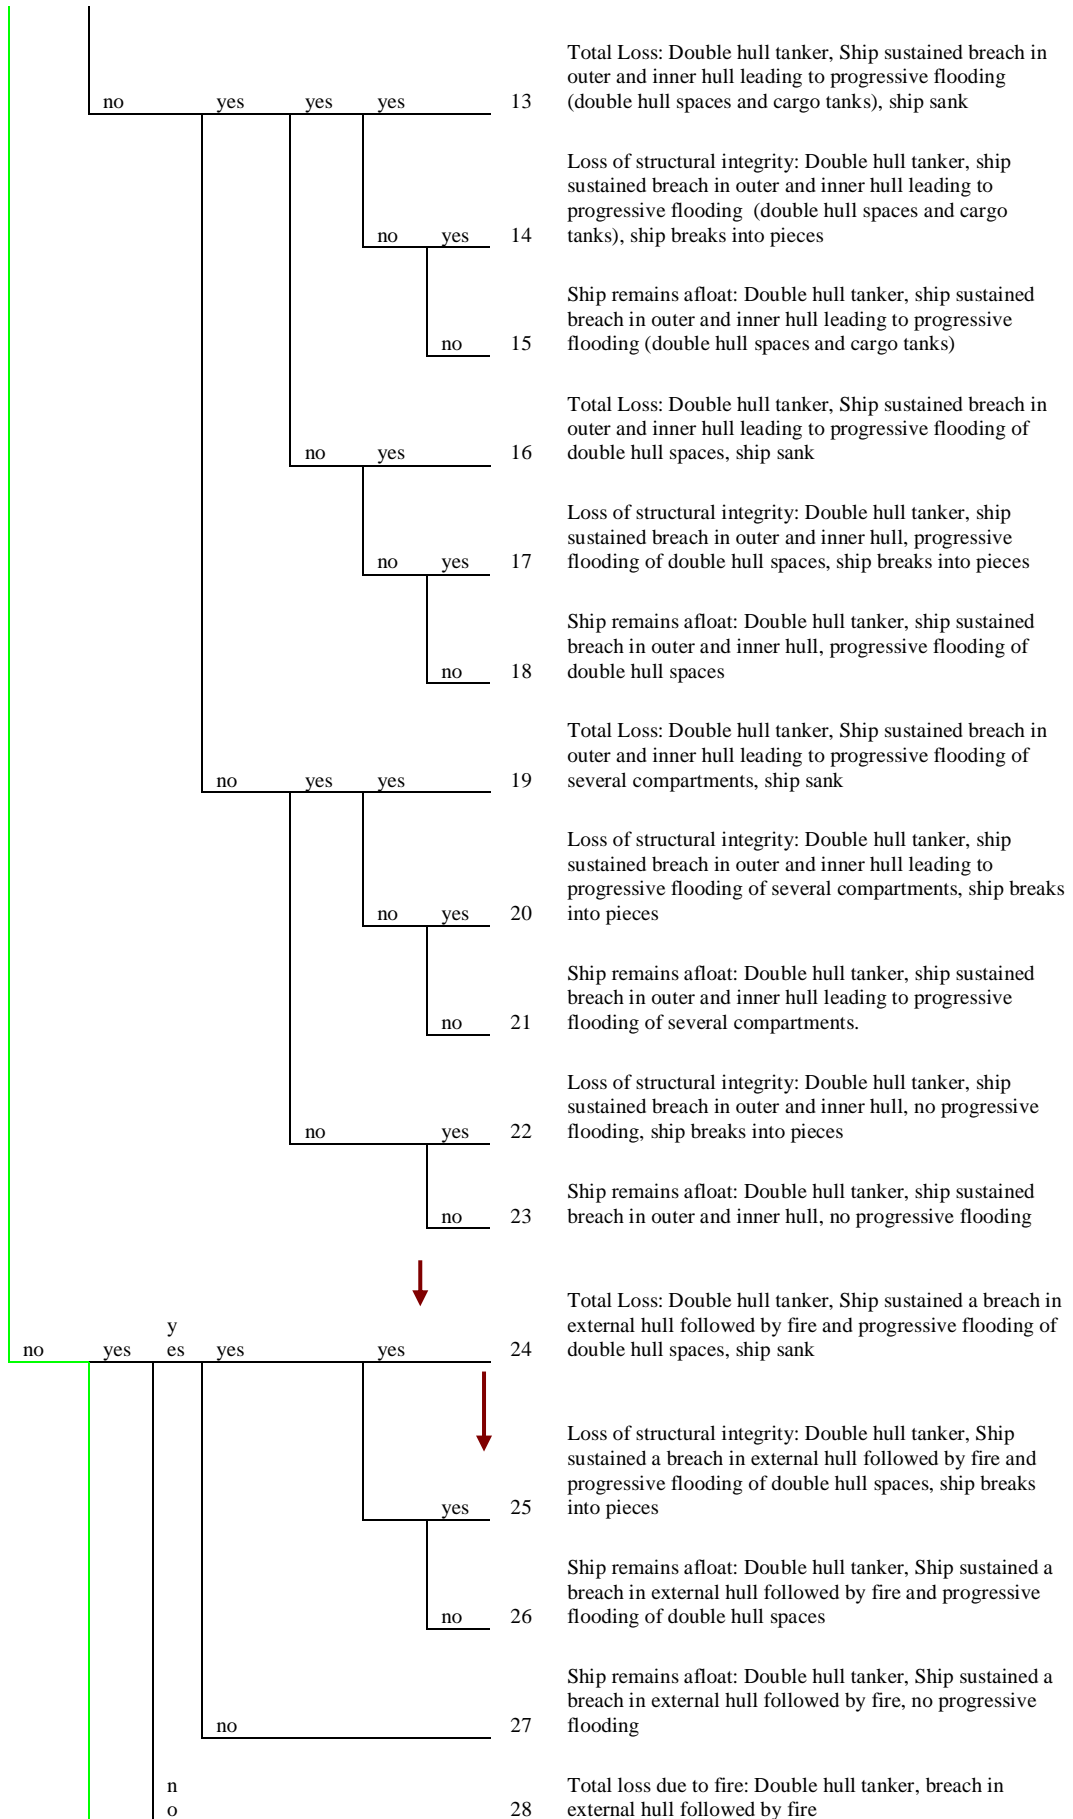 Total Loss: Double hull tanker, Ship sustained breach in
outer and inner hull leading to progressive flooding
no yes yes yes 13 (double hull spaces and cargo tanks), ship sank
Loss of structural integrity: Double hull tanker, ship
sustained breach in outer and inner hull leading to
progressive flooding (double hull spaces and cargo
no yes 14 tanks), ship breaks into pieces
Ship remains afloat: Double hull tanker, ship sustained
breach in outer and inner hull leading to progressive
no 15 flooding (double hull spaces and cargo tanks)
Total Loss: Double hull tanker, Ship sustained breach in
outer and inner hull leading to progressive flooding of
no yes 16 double hull spaces, ship sank
Loss of structural integrity: Double hull tanker, ship
sustained breach in outer and inner hull, progressive
no yes 17 flooding of double hull spaces, ship breaks into pieces
Ship remains afloat: Double hull tanker, ship sustained
breach in outer and inner hull, progressive flooding of
no 18 double hull spaces
Total Loss: Double hull tanker, Ship sustained breach in
outer and inner hull leading to progressive flooding of
no yes yes 19 several compartments, ship sank
Loss of structural integrity: Double hull tanker, ship
sustained breach in outer and inner hull leading to
progressive flooding of several compartments, ship breaks
no yes 20 into pieces
Ship remains afloat: Double hull tanker, ship sustained
breach in outer and inner hull leading to progressive
no 21 flooding of several compartments.
Loss of structural integrity: Double hull tanker, ship
sustained breach in outer and inner hull, no progressive
no yes 22 flooding, ship breaks into pieces
Ship remains afloat: Double hull tanker, ship sustained
no 23 breach in outer and inner hull, no progressive flooding
Total Loss: Double hull tanker, Ship sustained a breach in
y external hull followed by fire and progressive flooding of
no yes es yes yes 24 double hull spaces, ship sank
Loss of structural integrity: Double hull tanker, Ship
sustained a breach in external hull followed by fire and
progressive flooding of double hull spaces, ship breaks
yes 25 into pieces
Ship remains afloat: Double hull tanker, Ship sustained a
breach in external hull followed by fire and progressive
no 26 flooding of double hull spaces
Ship remains afloat: Double hull tanker, Ship sustained a
breach in external hull followed by fire, no progressive
no 27 flooding
n Total loss due to fire: Double hull tanker, breach in
o 28 external hull followed by fire